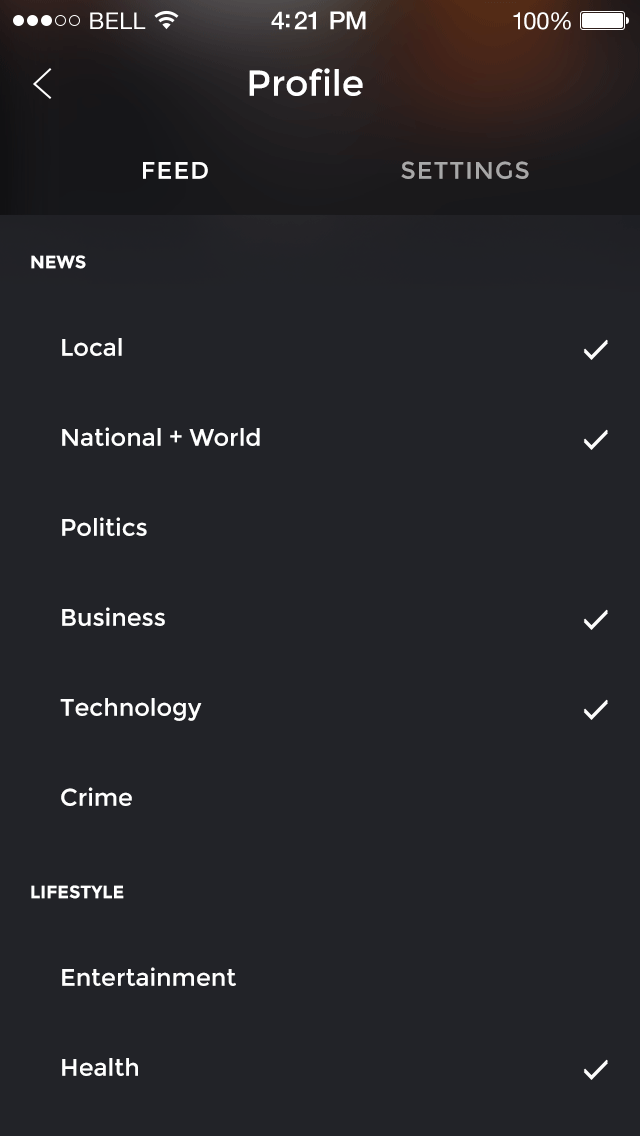 BELL 4:21 PM 100%
Profile
FEED SETTINGS
NEWS
Local
National + World
Politics
Business
Technology
Crime
LIFESTYLE
Entertainment
Health